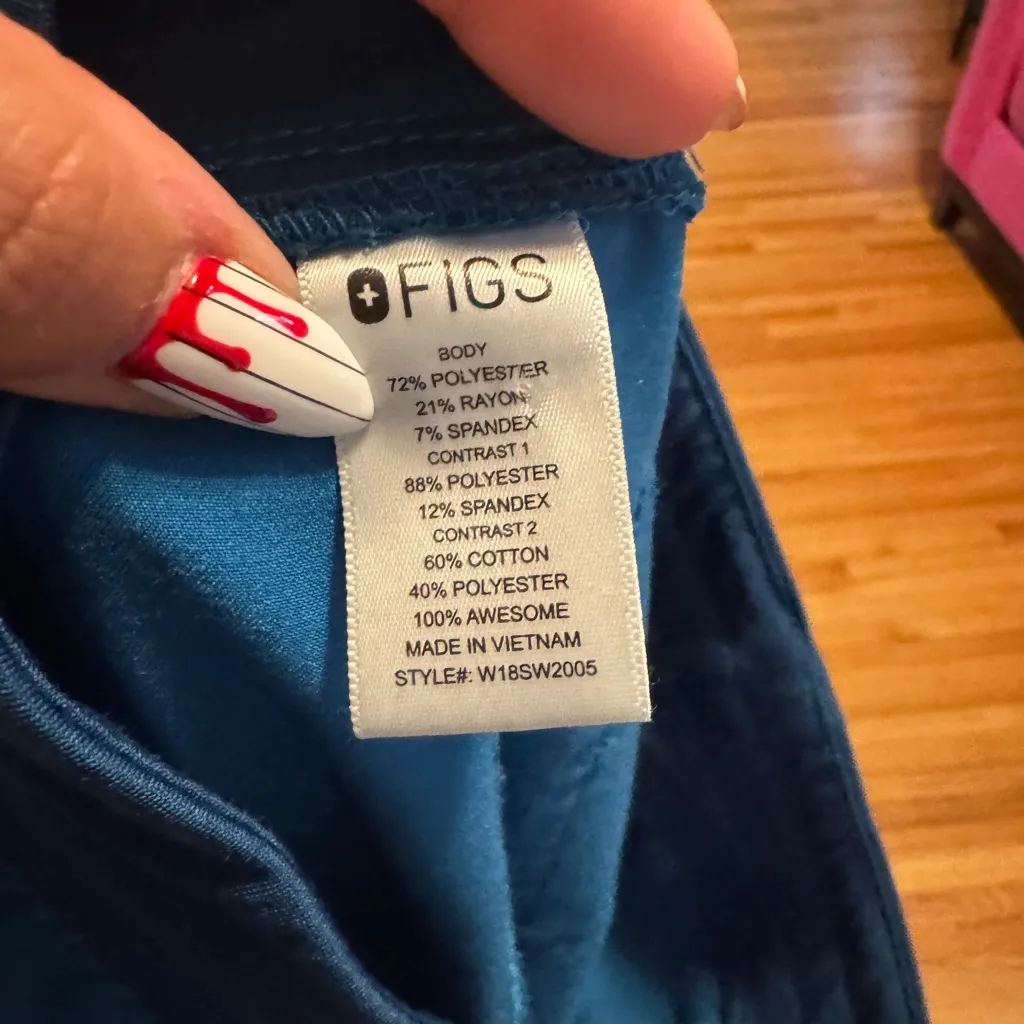 FIGS
BODY
72% POLYESTER
21% RAYON
7% SPANDEX
CONTRAST 1
88% POLYESTER
12% SPANDEX
CONTRAST 2
60% COTTON
40% POLYESTER
100% AWESOME
MADE IN VIETNAM
STYLE#: W18SW2005